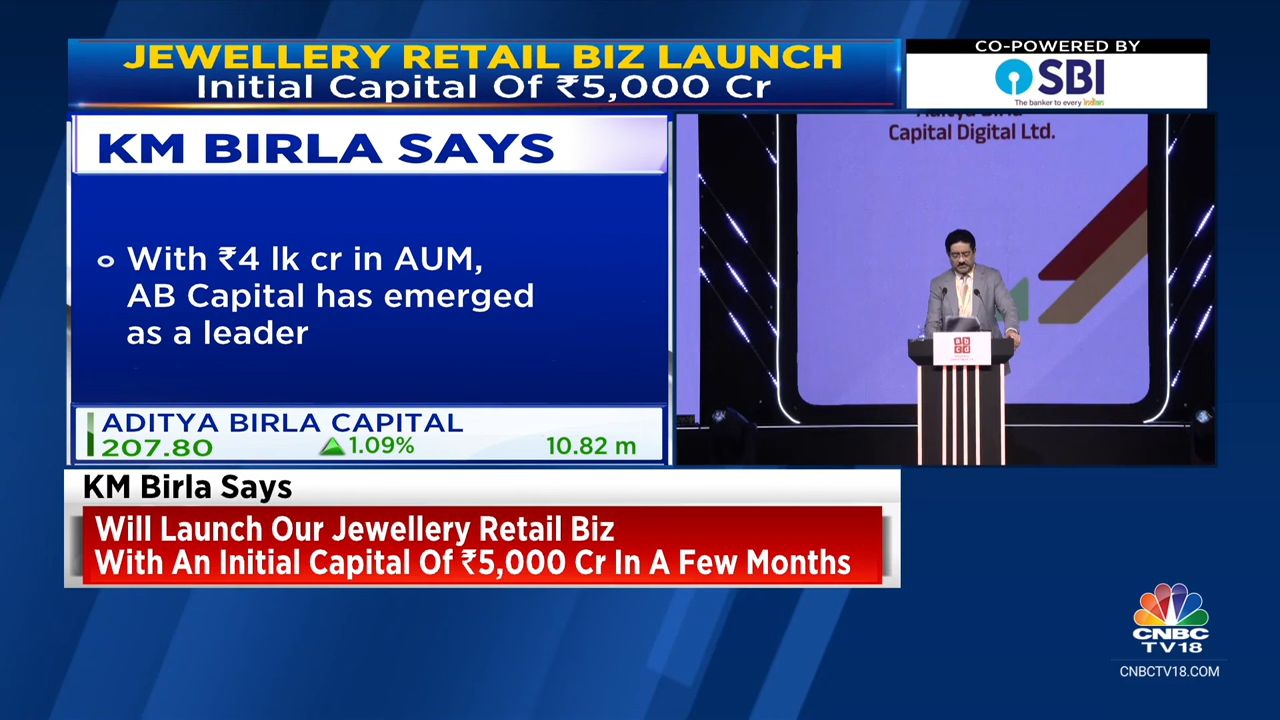 JEWELLERY RETAIL BIZ LAUNCH
Initial Capital Of ₹5,000 Cr
CO-POWERED BY
SBI
The banker to every Indian
KM BIRLA SAYS
o With ₹4 lk cr in AUM,
AB Capital has emerged
as a leader
ADITYA BIRLA CAPITAL
207.80 1.09% 10.82 m
Capital Digital Ltd.
abcd
KM Birla Says
Will Launch Our Jewellery Retail Biz
With An Initial Capital Of ₹5,000 Cr In A Few Months
CNBC
TV18
CNBCTV18.COM